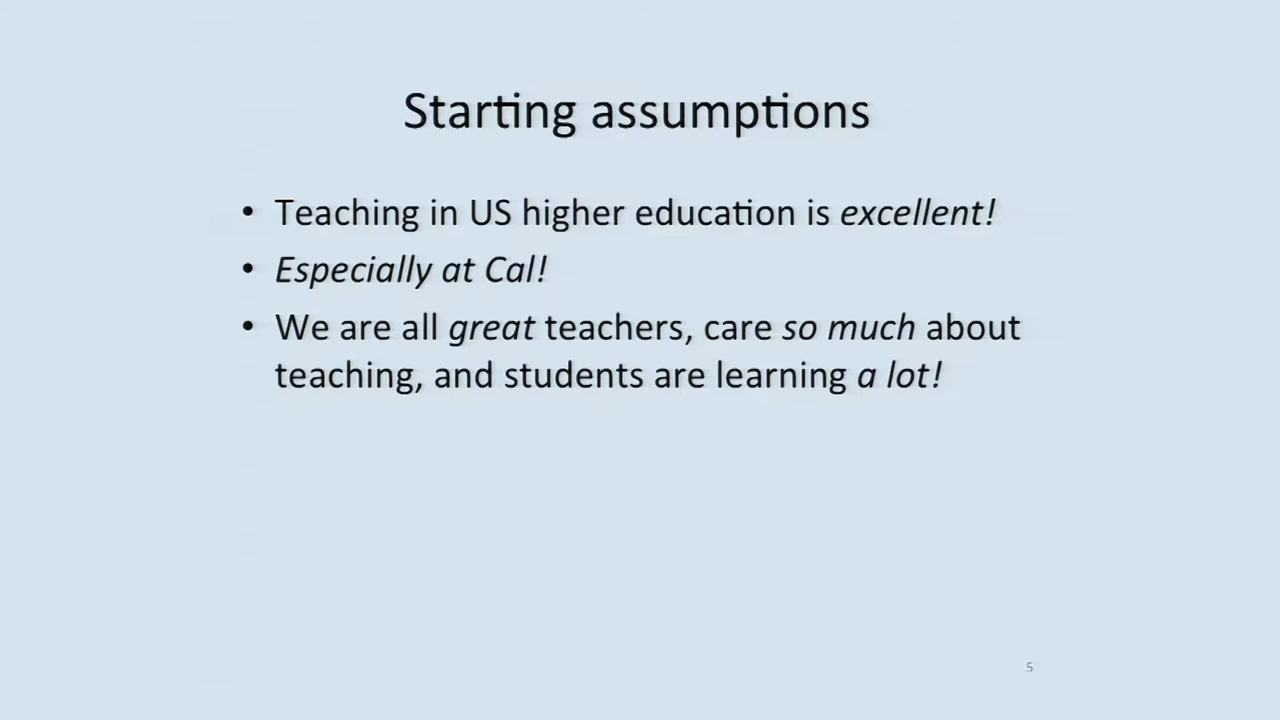 Starting assumptions
• Teaching in US higher education is excellent!
• Especially at Cal!
• We are all great teachers, care so much about
teaching, and students are learning a lot!
5